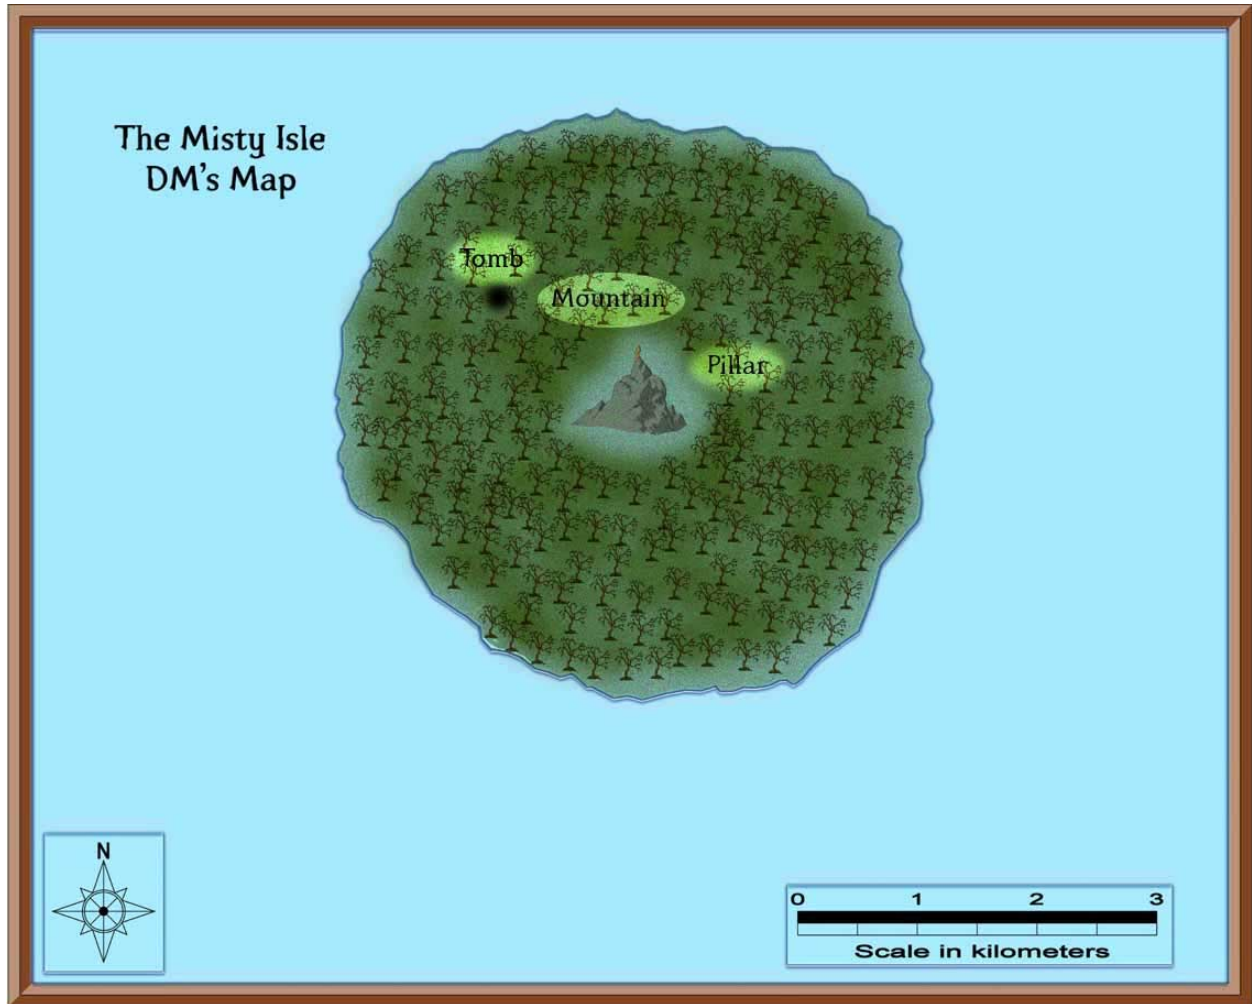 The Misty Isle
DM's Map
Tomb
Mountain
Pillar
N
0 1 2 3
Scale in kilometers